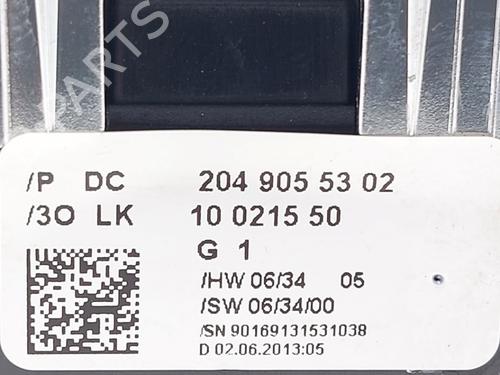 PARTS
/P DC 204 905 53 02
/3O LK 10 0215 50
G 1
/HW 06/34 05
/SW 06/34/00
/SN 90169131531038
D 02.06.2013:05